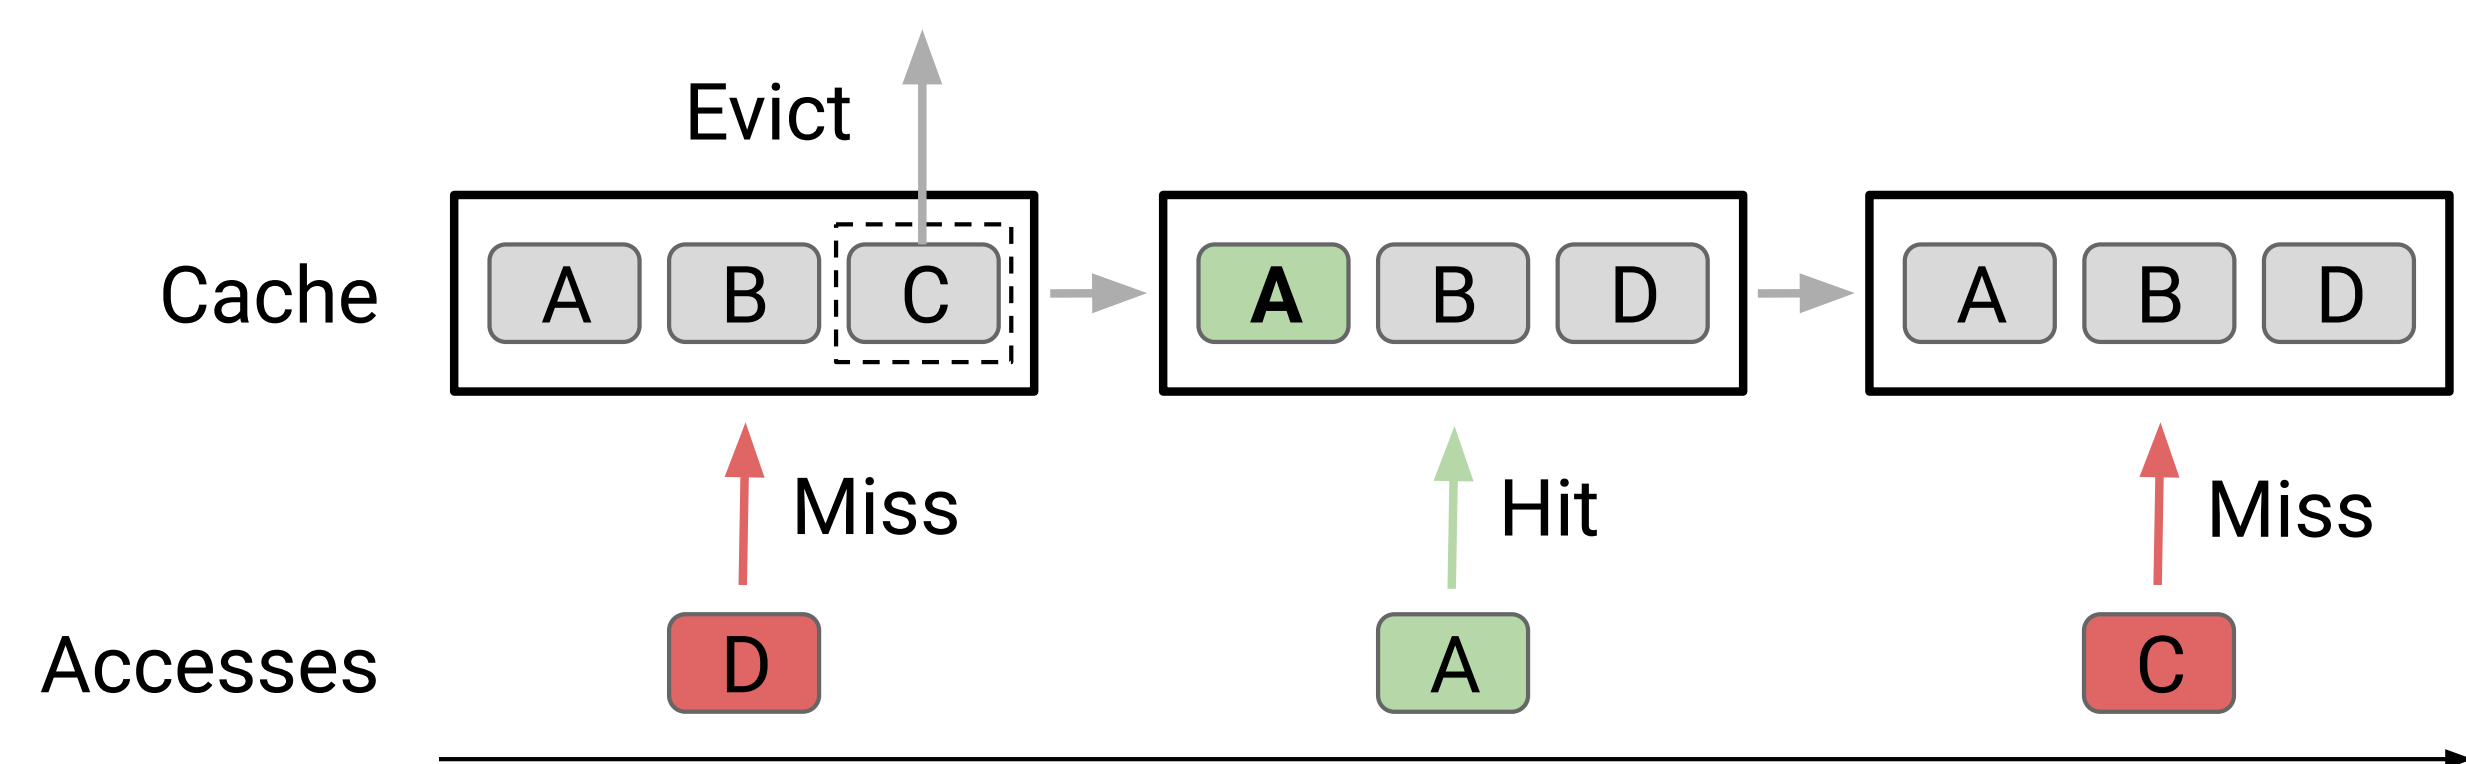 Evict
Cache A B C A B D A B D
Miss Hit Miss
Accesses D A C